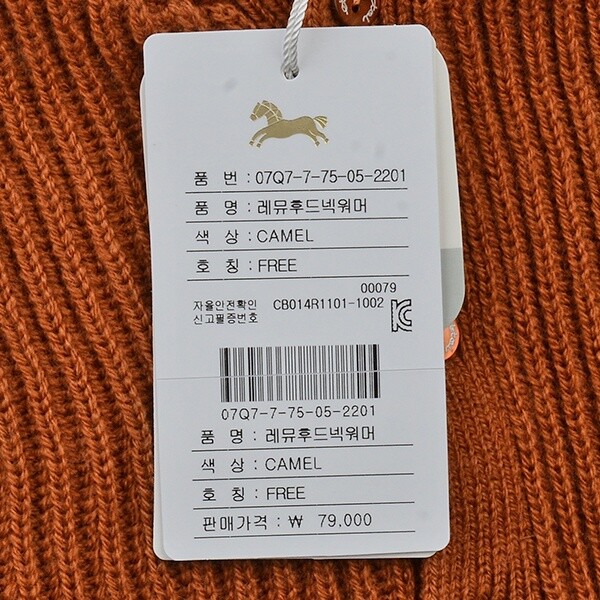 품 번 : 07Q7-7-75-05-2201
품 명 : 레뮤후드넥워머
색 상 : CAMEL
호 칭 : FREE
00079
자율안전확인 CB014R1101-1002
신고필증번호
07Q7-7-75-05-2201
품 명 : 레뮤후드넥워머
색 상 : CAMEL
호 칭 : FREE
판매가격 : ₩ 79.000